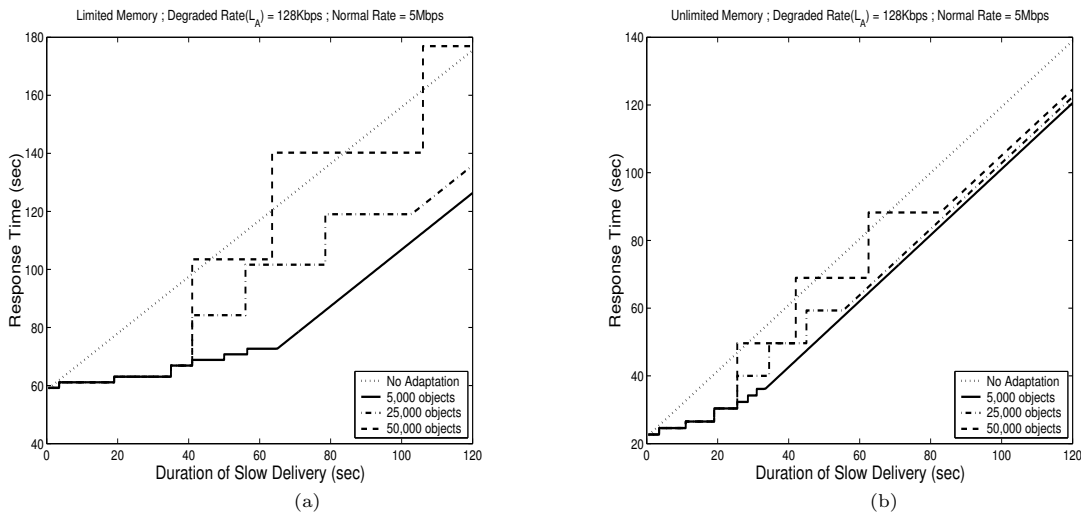 Limited Memory ; Degraded Rate(L_A) = 128Kbps ; Normal Rate = 5Mbps
180
160
140
120
100
80
60
40
Response Time (sec)
0 20 40 60 80 100 120
Duration of Slow Delivery (sec)
No Adaptation
5,000 objects
25,000 objects
50,000 objects
(a)
Unlimited Memory ; Degraded Rate(L_A) = 128Kbps ; Normal Rate = 5Mbps
140
120
100
80
60
40
20
Response Time (sec)
0 20 40 60 80 100 120
Duration of Slow Delivery (sec)
No Adaptation
5,000 objects
25,000 objects
50,000 objects
(b)